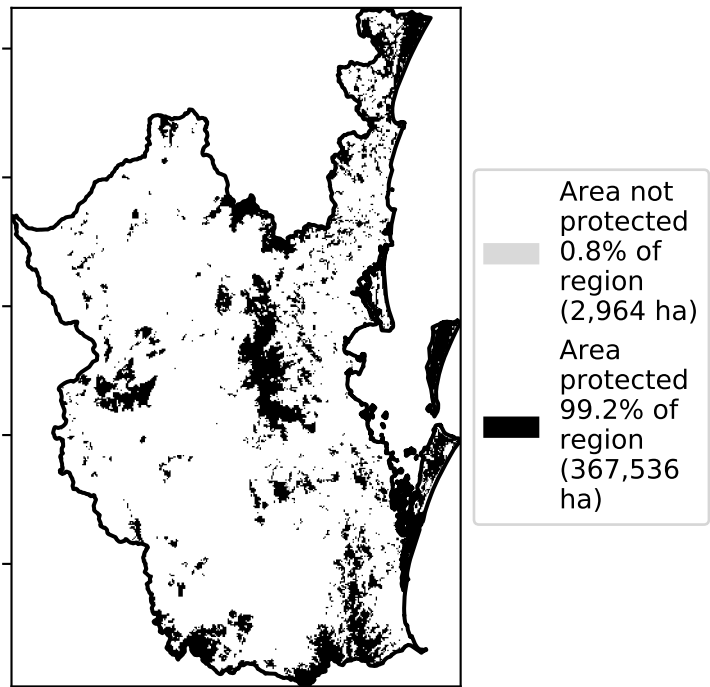 Area not
protected
0.8% of
region
(2,964 ha)
Area
protected
99.2% of
region
(367,536
ha)